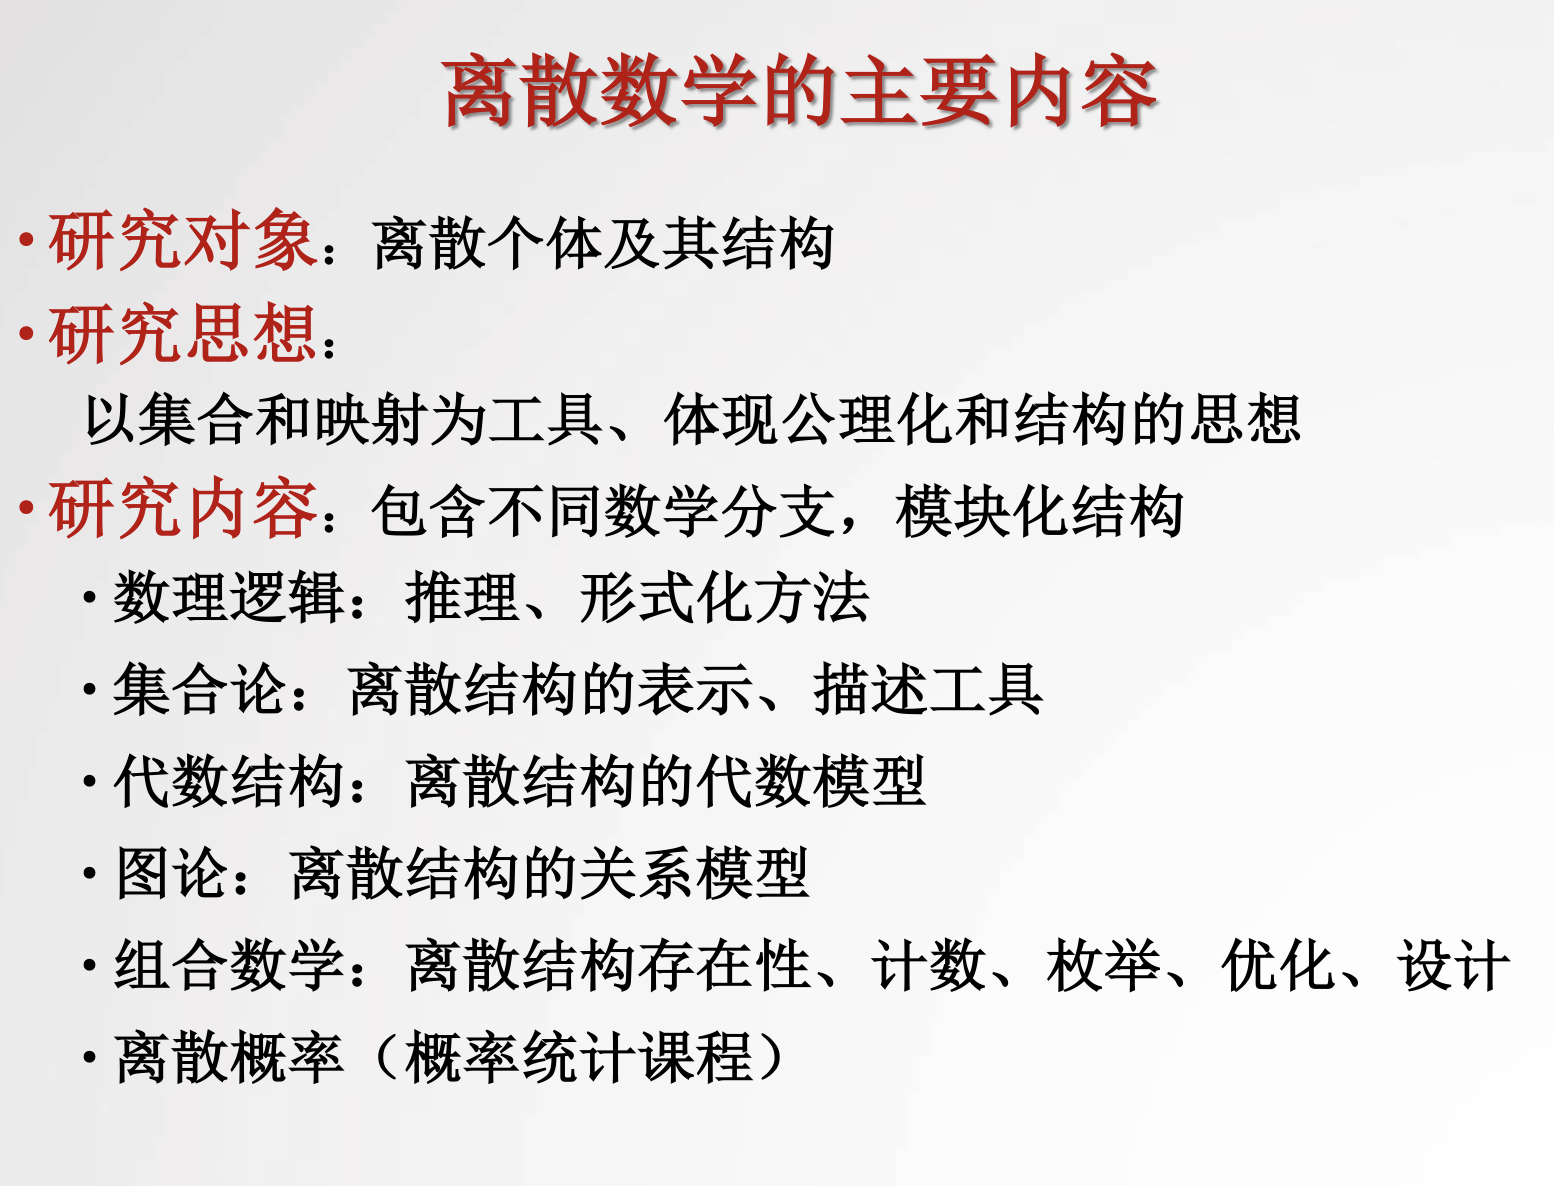 离散数学的主要内容
•研究对象：离散个体及其结构
•研究思想：
以集合和映射为工具、体现公理化和结构的思想
•研究内容：包含不同数学分支，模块化结构
•数理逻辑：推理、形式化方法
•集合论：离散结构的表示、描述工具
•代数结构：离散结构的代数模型
•图论：离散结构的关系模型
•组合数学：离散结构存在性、计数、枚举、优化、设计
•离散概率（概率统计课程）